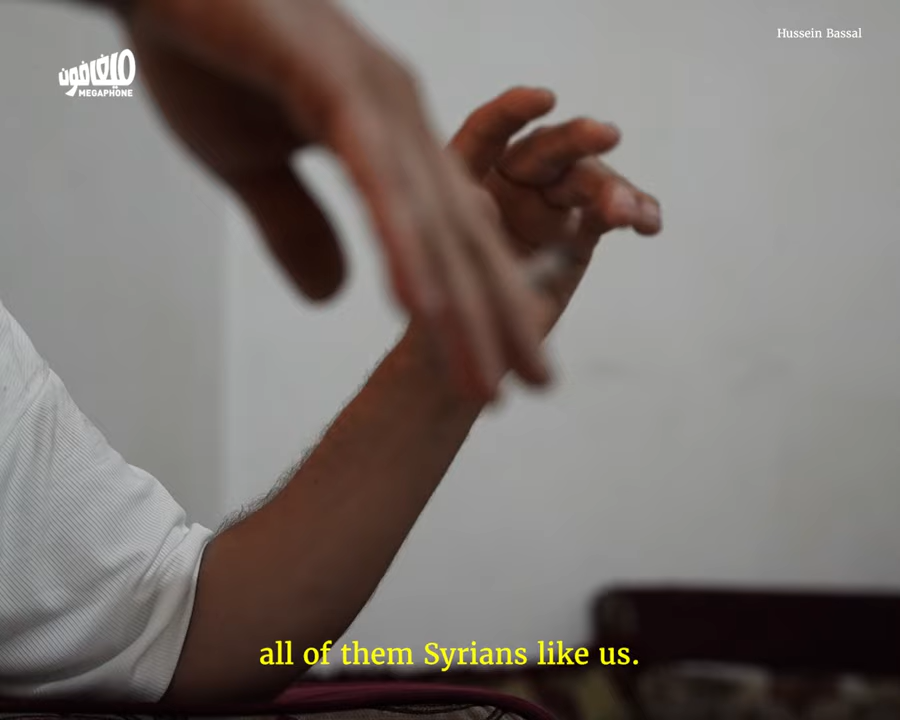 Hussein Bassal
ميغافون
MEGAPHONE
all of them Syrians like us.